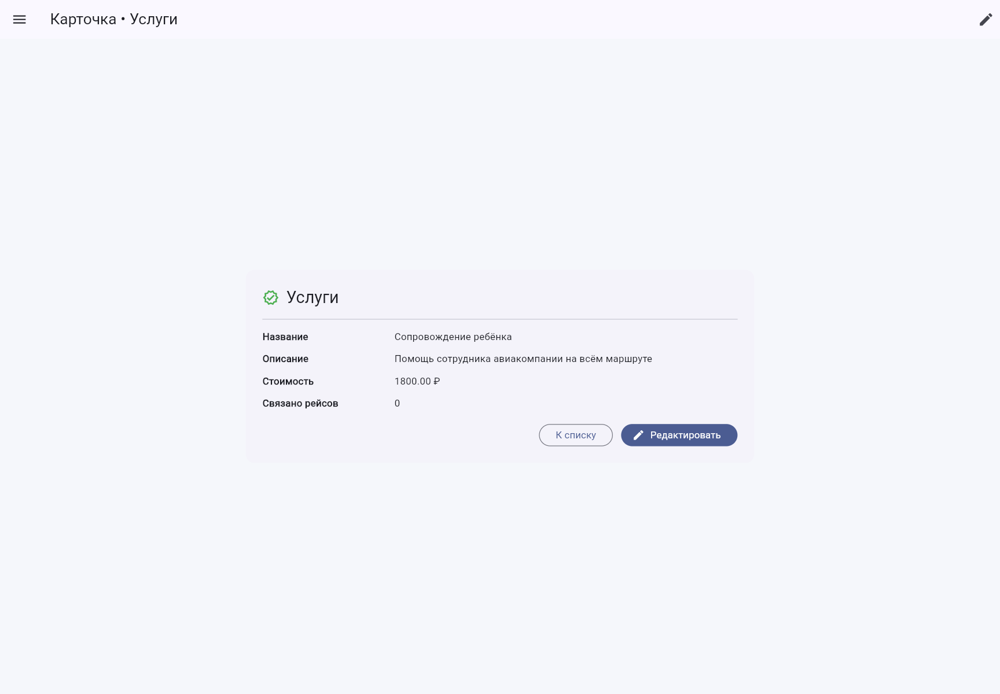 Карточка • Услуги
Услуги
Название Сопровождение ребёнка
Описание Помощь сотрудника авиакомпании на всём маршруте
Стоимость 1800.00 ₽
Связано рейсов 0
К списку Редактировать